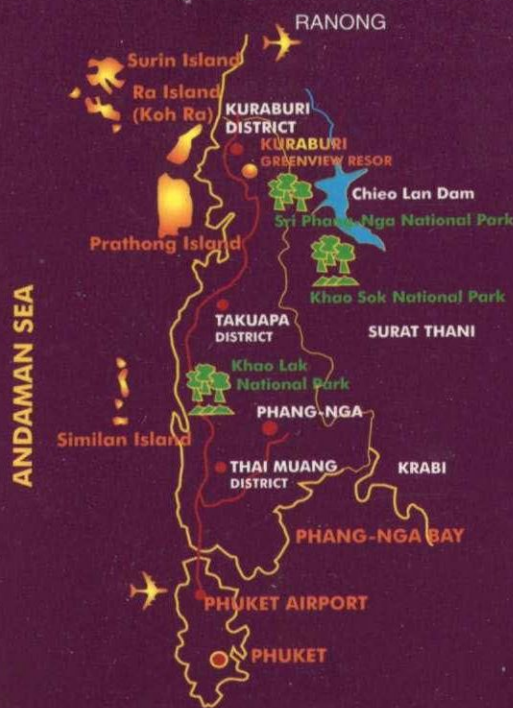 RANONG
Surin Island
Ra Island
(Koh Ra)
KURABURI
DISTRICT
KURABURI
GREENVIEW RESOR
Chieo Lan Dam
Sri Phang-Nga National Park
Prathong Island
Khao Sok National Park
ANDAMAN SEA
TAKUAPA
DISTRICT
SURAT THANI
Khao Lak
National Park
PHANG-NGA
Similan Island
THAI MUANG
DISTRICT
KRABI
PHANG-NGA BAY
PHUKET AIRPORT
PHUKET